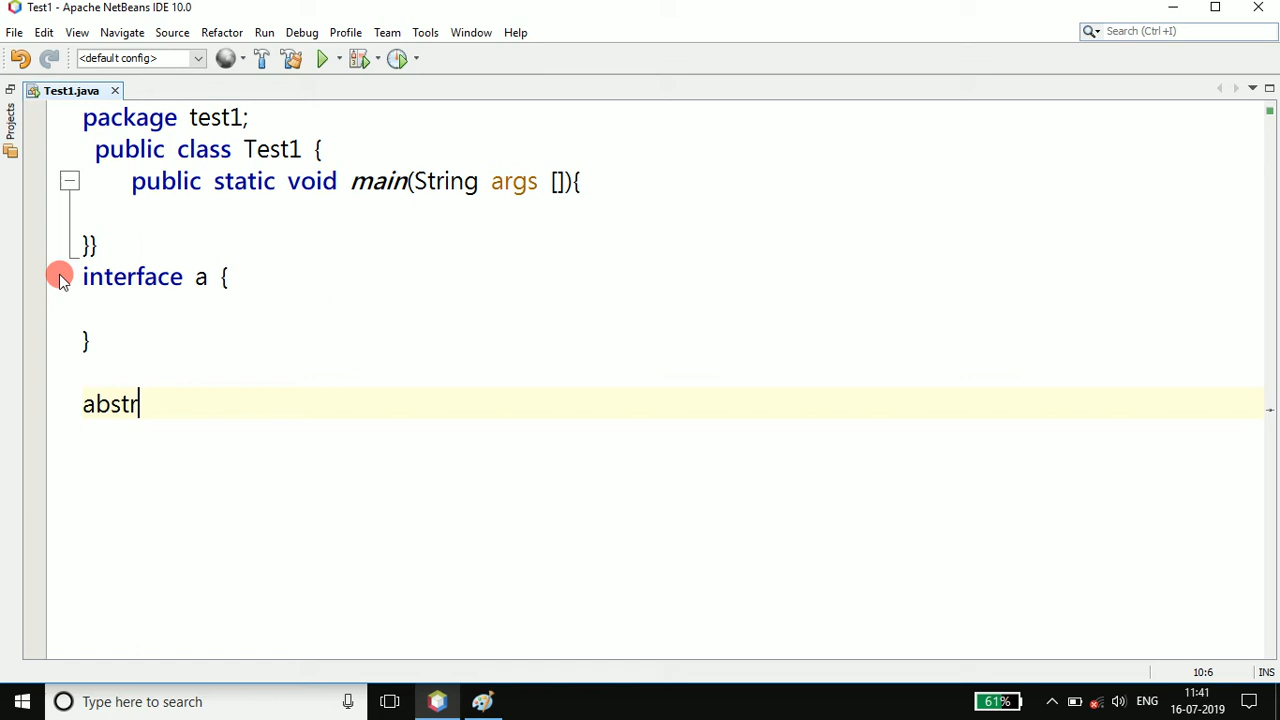 Test1 - Apache NetBeans IDE 10.0
File Edit View Navigate Source Refactor Run Debug Profile Team Tools Window Help
Search (Ctrl+I)
<default config>
Test1.java
Projects
package test1;
public class Test1 {
public static void main(String args []){
}}
interface a {
}
abstr
10:6 INS
Type here to search
61%
ENG
11:41
16-07-2019